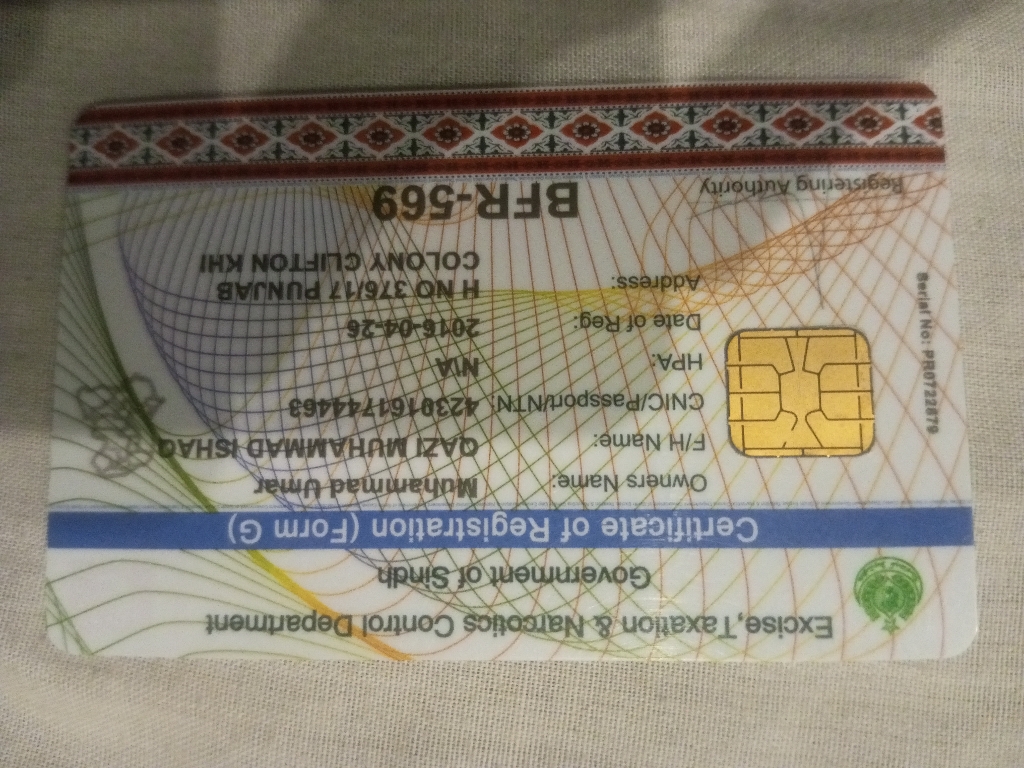 Excise,Taxation & Narcotics Control Department
Government of Sindh
Certificate of Registration (Form G)
Owners Name: Muhammad Umar
F/H Name: QAZI MUHAMMAD ISHAQ
CNIC/Passport/NTN: 4230161744463
HPA: N\A
Date of Reg: 2016-04-26
Address: H NO 376/17 PUNJAB
COLONY CLIFTON KHI
Registering Authority BFR-569
Serial No: PR0722879